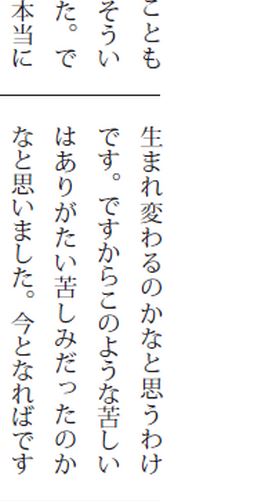 ことも
そうい
た。で
本当に
生まれ変わるのかなと思うわけ
です。ですからこのような苦しい
はありがたい苦しみだったのか
なと思いました。今となればです